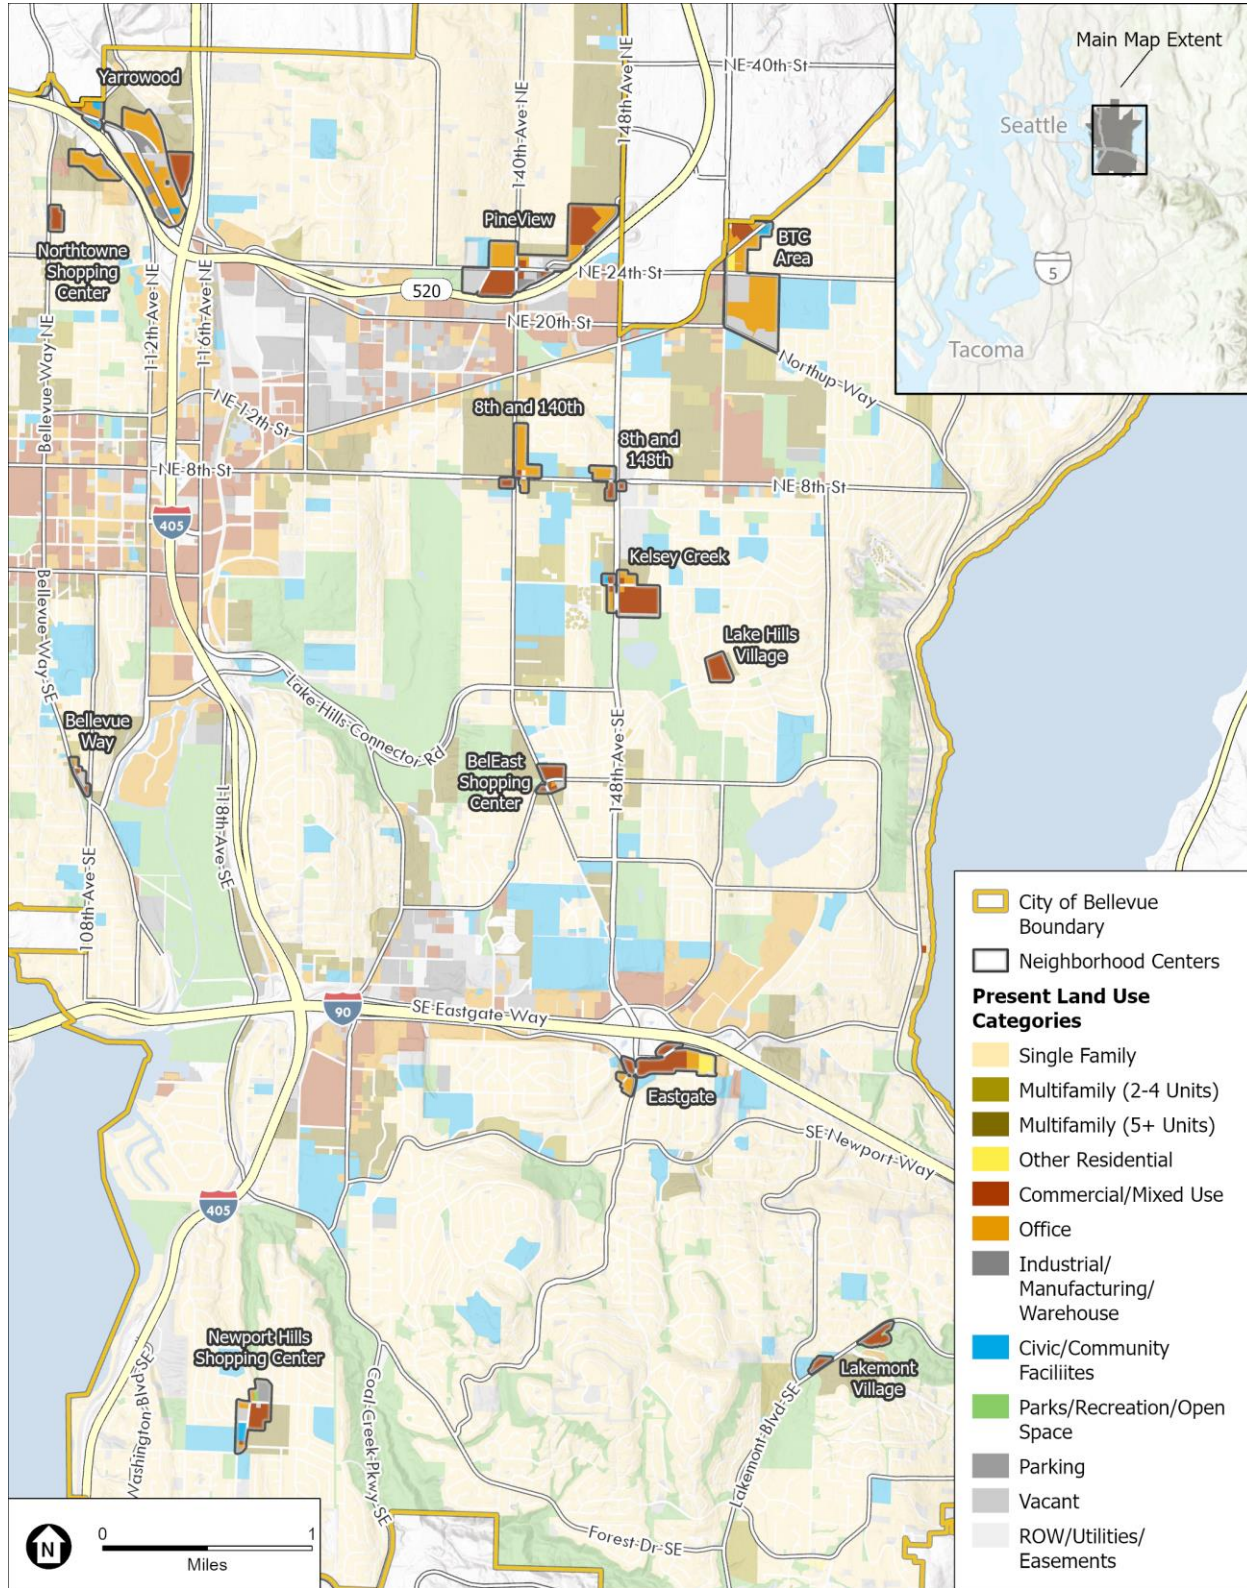 Main Map Extent
Seattle
5
Tacoma
Yarrowood
NE 40th St
148th Ave NE
140th Ave NE
PineView
BTC
Area
Northtowne
Shopping
Center
112th Ave NE
116th Ave NE
520
NE 24th St
NE 20th St
Northup Way
Bellevue Way NE
NE 12th St
8th and 140th
8th and
148th
NE 8th St
NE 8th St
405
Kelsey Creek
Lake Hills
Village
Bellevue Way SE
Lake Hills Connector Rd
Bellevue
Way
148th Ave SE
BelEast
Shopping
Center
118th Ave SE
108th Ave SE
90
SE Eastgate Way
Eastgate
SE Newport Way
405
Newport Hills
Shopping Center
Washington Blvd SE
Coal Creek Pkwy SE
Lakemont
Village
Lakemont Blvd SE
Forest Dr SE
City of Bellevue
Boundary
Neighborhood Centers
Present Land Use
Categories
Single Family
Multifamily (2-4 Units)
Multifamily (5+ Units)
Other Residential
Commercial/Mixed Use
Office
Industrial/
Manufacturing/
Warehouse
Civic/Community
Faciliites
Parks/Recreation/Open
Space
Parking
Vacant
ROW/Utilities/
Easements
N
0 1
Miles